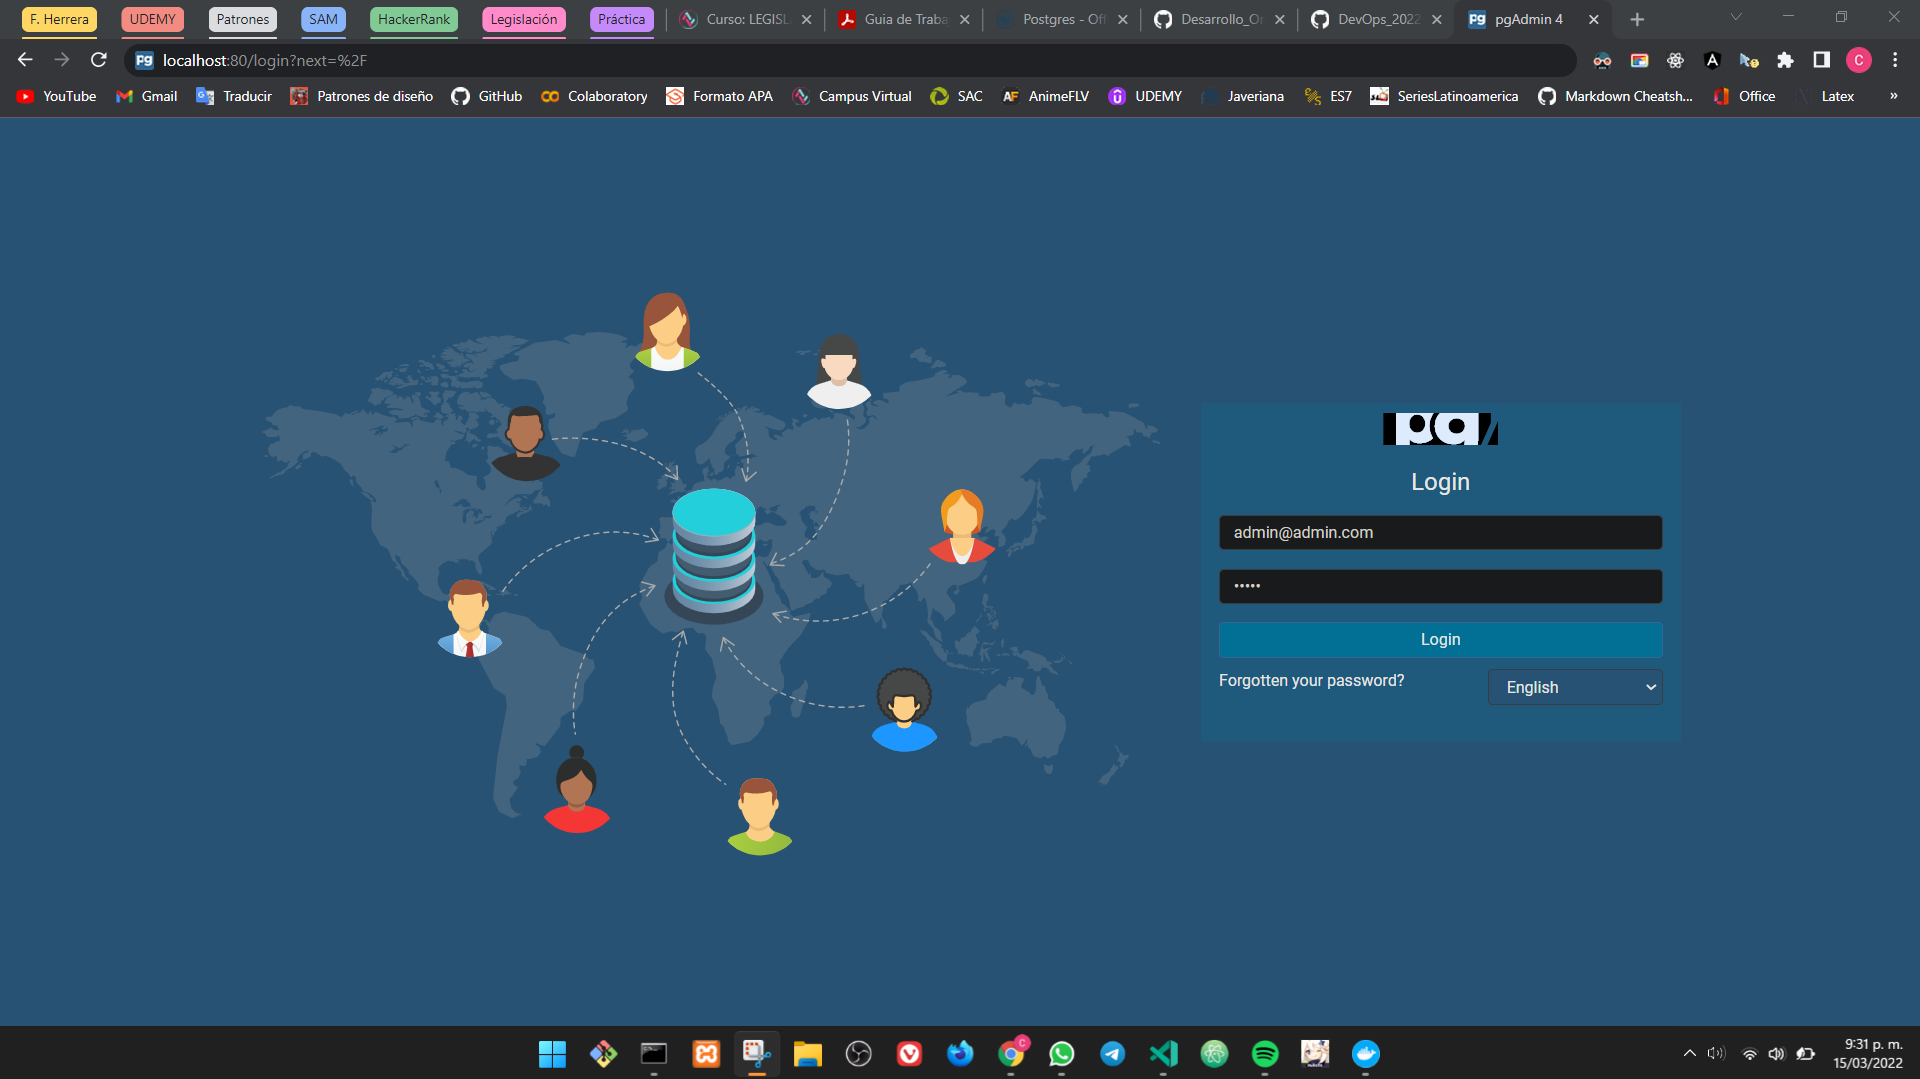 F. Herrera
UDEMY
Patrones
SAM
HackerRank
Legislación
Práctica
Curso: LEGISL
Guia de Traba
Postgres - Off
Desarrollo_Or
DevOps_2022
pgAdmin 4
localhost:80/login?next=%2F
C
YouTube
Gmail
Traducir
Patrones de diseño
GitHub
Colaboratory
Formato APA
Campus Virtual
SAC
AnimeFLV
UDEMY
Javeriana
ES7
SeriesLatinoamerica
Markdown Cheatsh...
Office
Latex
»
Login
admin@admin.com
•••••
Login
Forgotten your password?
English
9:31 p. m.
15/03/2022